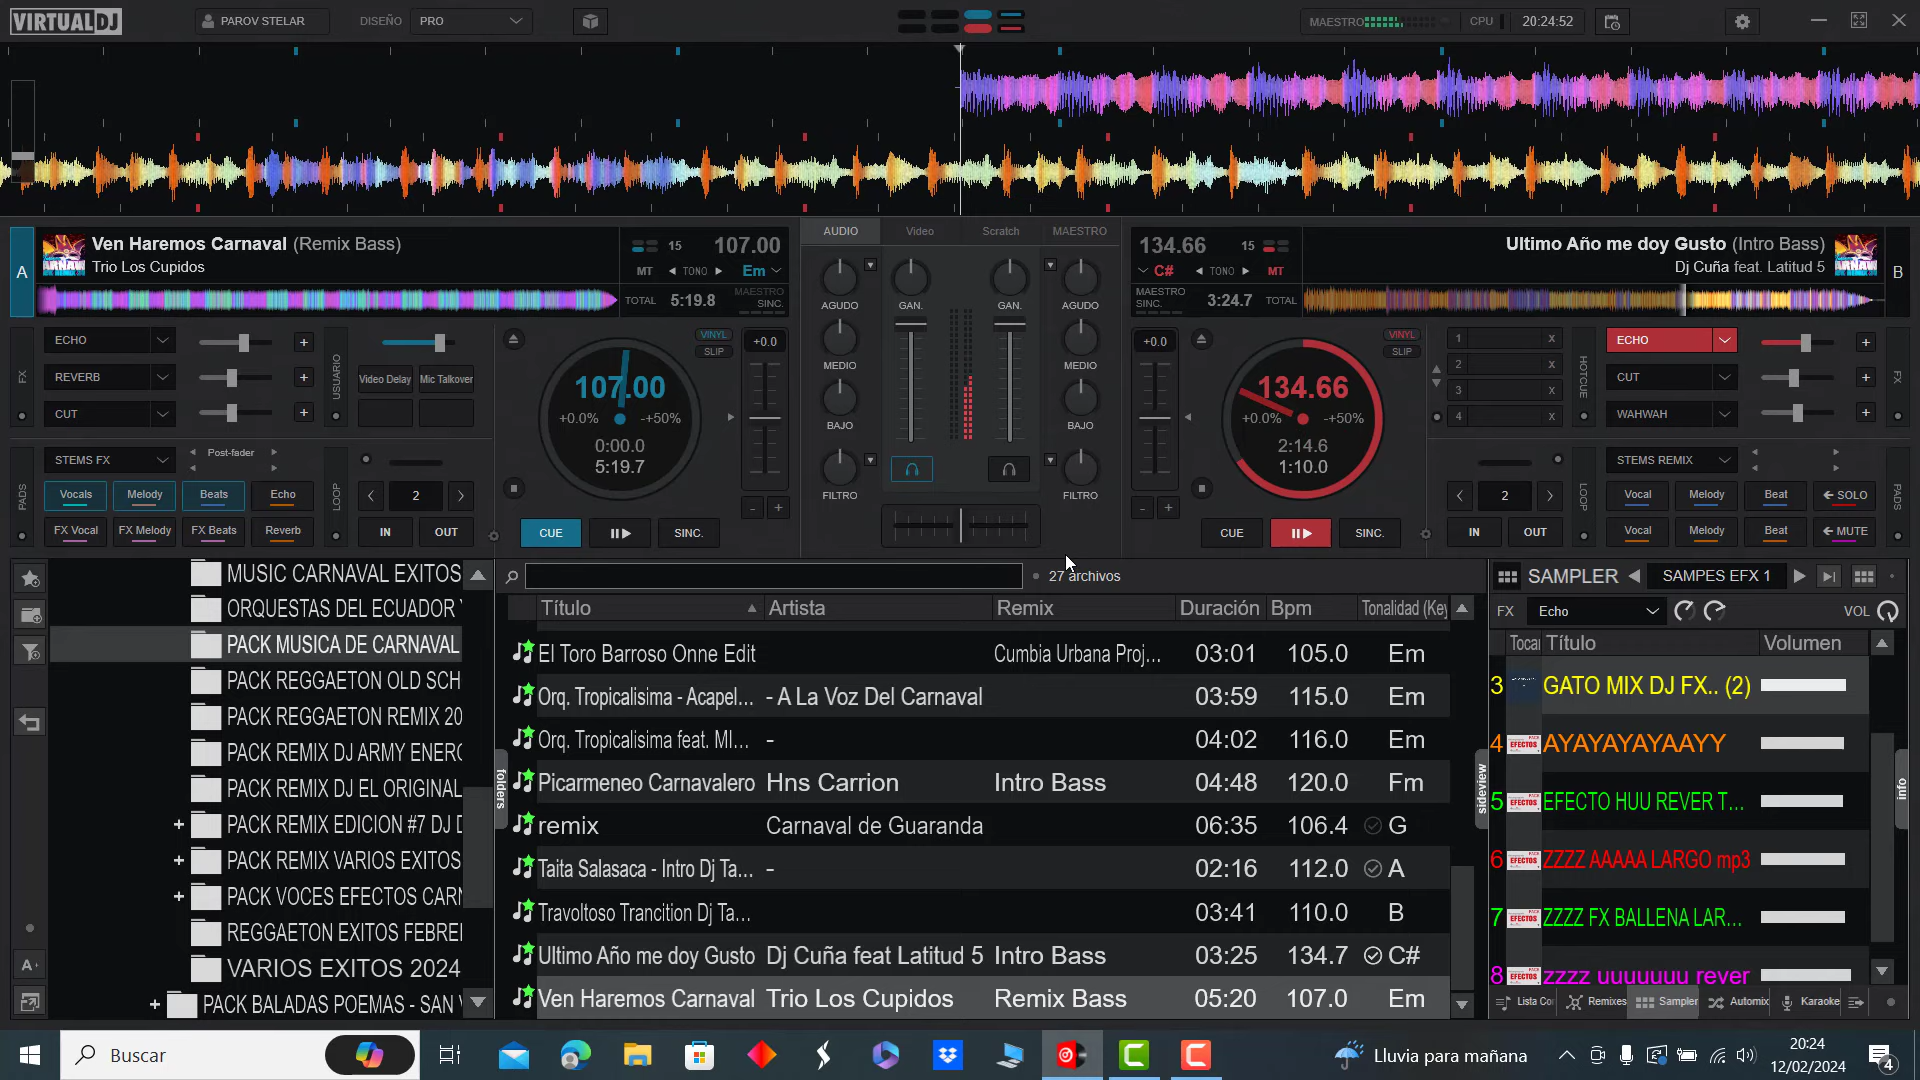 VIRTUALDJ
PAROV STELAR
DISEÑO
PRO
MAESTRO
CPU
20:24:52
A
Ven Haremos Carnaval (Remix Bass)
Trio Los Cupidos
15
107.00
MT
TONO
Em
TOTAL
5:19.8
MAESTRO
SINC.
AUDIO
Video
Scratch
MAESTRO
134.66
15
C#
TONO
MT
MAESTRO
SINC.
3:24.7
TOTAL
Ultimo Año me doy Gusto (Intro Bass)
Dj Cuña feat. Latitud 5
B
FX
ECHO
REVERB
CUT
USUARIO
Video Delay
Mic Talkover
VINYL
SLIP
107.00
+0.0%
-+50%
0:00.0
5:19.7
+0.0
AGUDO
MEDIO
BAJO
FILTRO
GAN.
GAN.
AGUDO
MEDIO
BAJO
FILTRO
+0.0
VINYL
SLIP
134.66
+0.0%
-+50%
2:14.6
1:10.0
1 x
2 x
3 x
4 x
HOTCUE
ECHO
CUT
WAHWAH
FX
PADS
STEMS FX
Post-fader
Vocals
Melody
Beats
Echo
FX Vocal
FX Melody
FX Beats
Reverb
LOOP
2
IN
OUT
CUE
SINC.
CUE
SINC.
2
IN
OUT
LOOP
STEMS REMIX
Vocal
Melody
Beat
SOLO
Vocal
Melody
Beat
MUTE
PADS
MUSIC CARNAVAL EXITOS
ORQUESTAS DEL ECUADOR
PACK MUSICA DE CARNAVAL
PACK REGGAETON OLD SCH
PACK REGGAETON REMIX 20
PACK REMIX DJ ARMY ENERG
PACK REMIX DJ EL ORIGINAL
PACK REMIX EDICION #7 DJ
PACK REMIX VARIOS EXITOS
PACK VOCES EFECTOS CARN
REGGAETON EXITOS FEBRE
VARIOS EXITOS 2024
PACK BALADAS POEMAS - SAN
folders
27 archivos
Título
Artista
Remix
Duración
Bpm
Tonalidad (Key
El Toro Barroso Onne Edit Cumbia Urbana Proj... 03:01 105.0 Em
Orq. Tropicalisima - Acapel... - A La Voz Del Carnaval 03:59 115.0 Em
Orq. Tropicalisima feat. MI... - 04:02 116.0 Em
Picarmeneo Carnavalero Hns Carrion Intro Bass 04:48 120.0 Fm
remix Carnaval de Guaranda 06:35 106.4 G
Taita Salasaca - Intro Dj Ta... - 02:16 112.0 A
Travoltoso Trancition Dj Ta... 03:41 110.0 B
Ultimo Año me doy Gusto Dj Cuña feat Latitud 5 Intro Bass 03:25 134.7 C#
Ven Haremos Carnaval Trio Los Cupidos Remix Bass 05:20 107.0 Em
sideview
SAMPLER
SAMPES EFX 1
FX
Echo
VOL
Tocar
Título
Volumen
3 GATO MIX DJ FX.. (2)
4 AYAYAYAYAAYY
5 EFECTO HUU REVER T...
6 ZZZZ AAAAA LARGO mp3
7 ZZZZ FX BALLENA LAR...
8 zzzz uuuuuuu rever
info
Lista Co
Remixes
Sampler
Automix
Karaoke
Buscar
Lluvia para mañana
20:24
12/02/2024
4